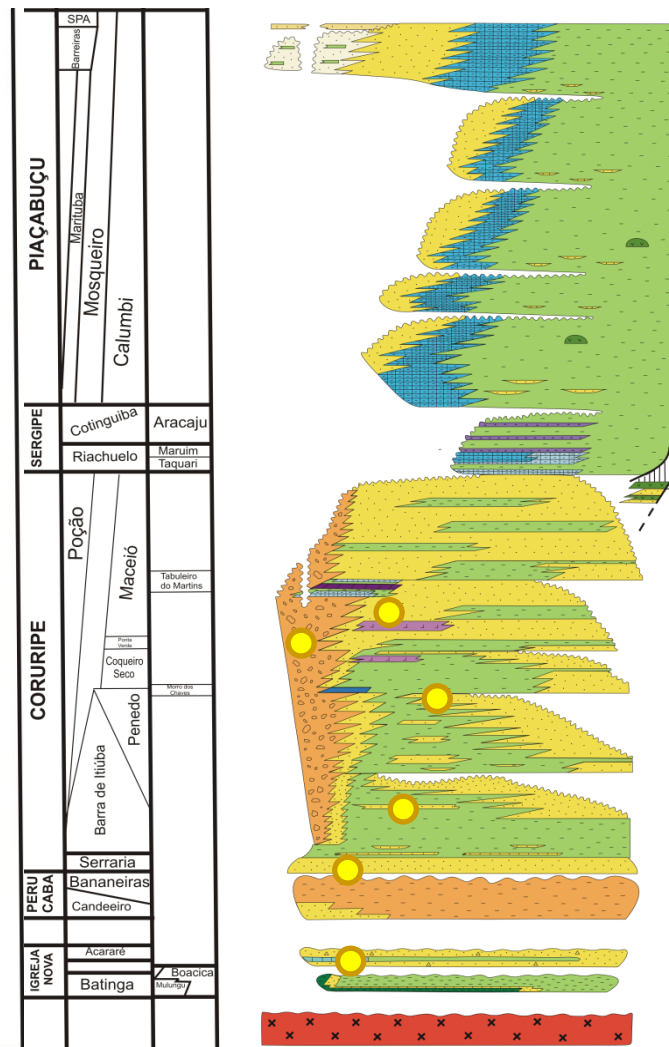 SPA
Barreiras
PIAÇABUÇU
Marituba
Mosqueiro
Calumbi
SERGIPE
Cotinguiba
Aracaju
Riachuelo
Maruim
Taquari
CORURIPE
Poção
Maceió
Tabuleiro
do Martins
Ponta
Verde
Coqueiro
Seco
Morro dos
Chaves
Penedo
Barra de Itiúba
Serraria
PERU
CABA
Bananeiras
Candeeiro
IGREJA
NOVA
Acararé
Boacica
Batinga
Mulungu